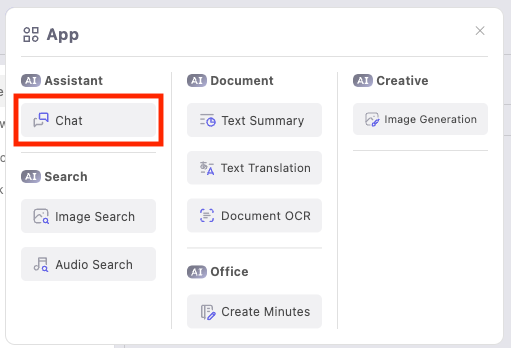 App
AI Assistant
Chat
AI Search
Image Search
Audio Search
AI Document
Text Summary
Text Translation
Document OCR
AI Office
Create Minutes
AI Creative
Image Generation